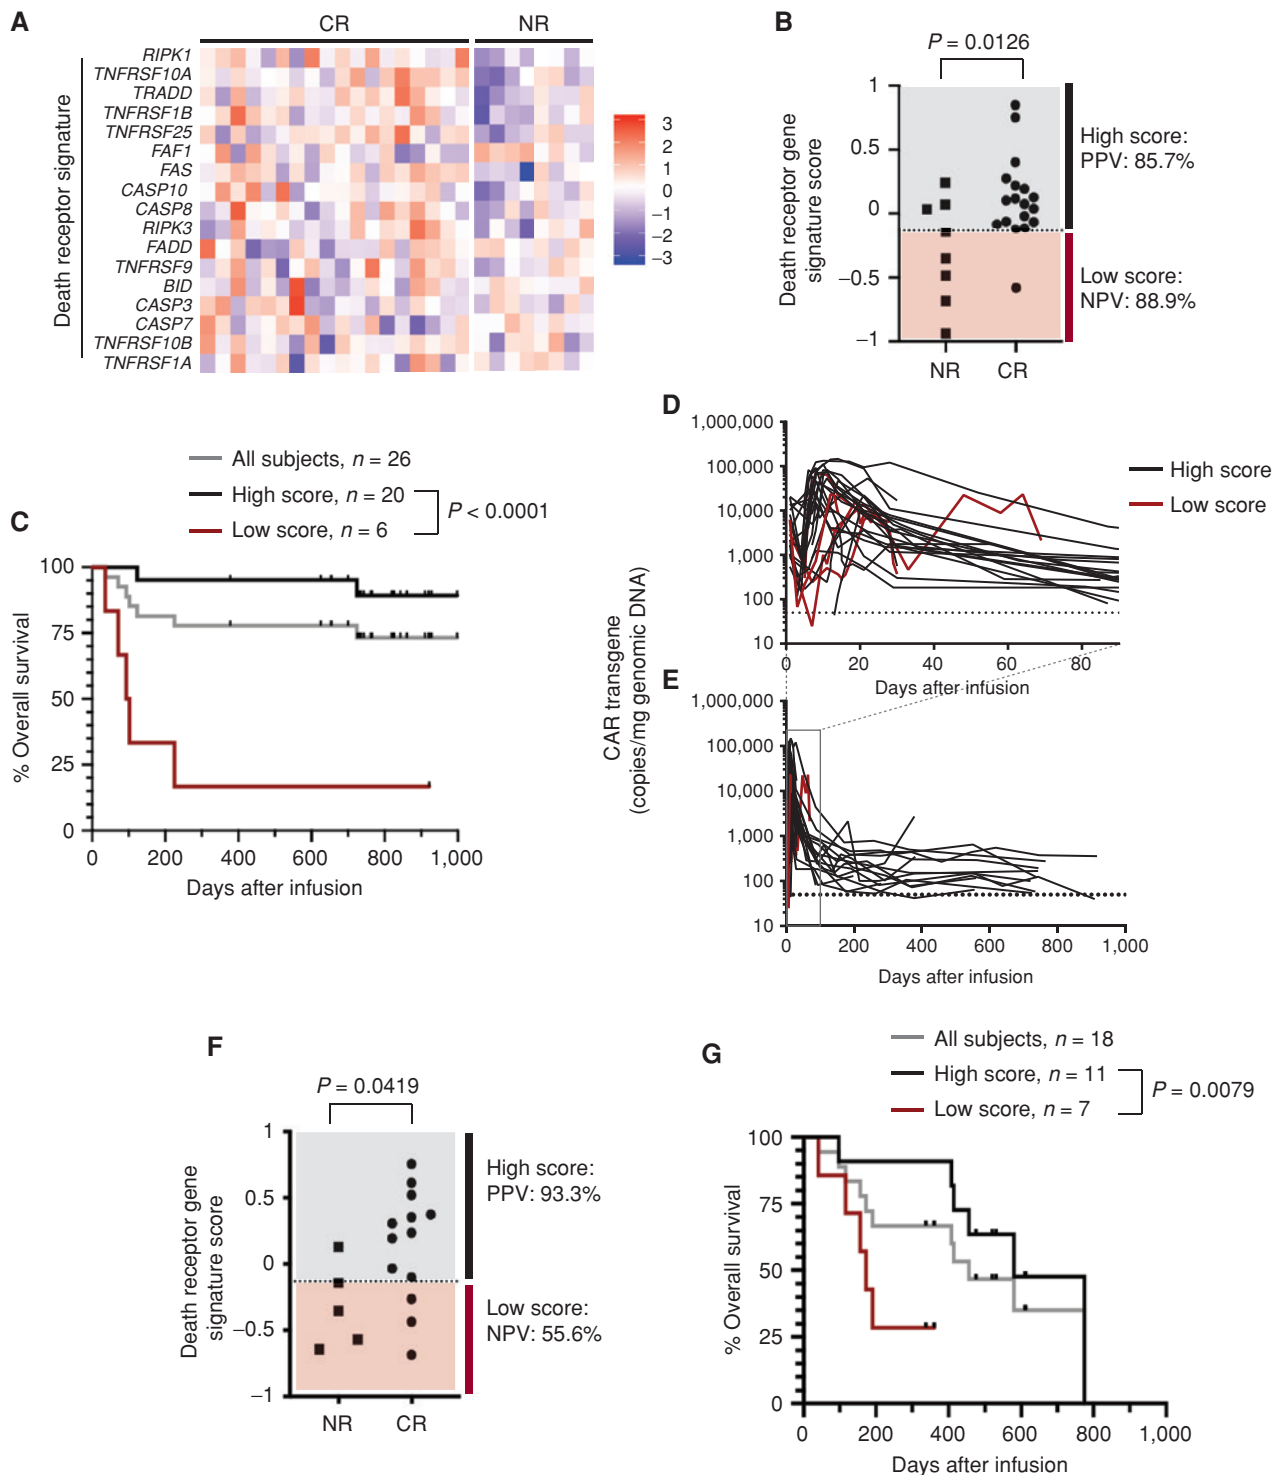 A
CR
NR
Death receptor signature
RIPK1
TNFRSF10A
TRADD
TNFRSF1B
TNFRSF25
FAF1
FAS
CASP10
CASP8
RIPK3
FADD
TNFRSF9
BID
CASP3
CASP7
TNFRSF10B
TNFRSF1A
3
2
1
0
−1
−2
−3
B
P = 0.0126
Death receptor gene
signature score
1
0.5
0
−0.5
−1
NR
CR
High score:
PPV: 85.7%
Low score:
NPV: 88.9%
C
All subjects, n = 26
High score, n = 20
Low score, n = 6
P < 0.0001
% Overall survival
100
75
50
25
0
0 200 400 600 800 1,000
Days after infusion
D
High score
Low score
CAR transgene
(copies/mg genomic DNA)
1,000,000
100,000
10,000
1,000
100
10
0 20 40 60 80
Days after infusion
E
1,000,000
100,000
10,000
1,000
100
10
0 200 400 600 800 1,000
Days after infusion
F
P = 0.0419
Death receptor gene
signature score
1
0.5
0
−0.5
−1
NR
CR
High score:
PPV: 93.3%
Low score:
NPV: 55.6%
G
All subjects, n = 18
High score, n = 11
Low score, n = 7
P = 0.0079
% Overall survival
100
75
50
25
0
0 200 400 600 800 1,000
Days after infusion